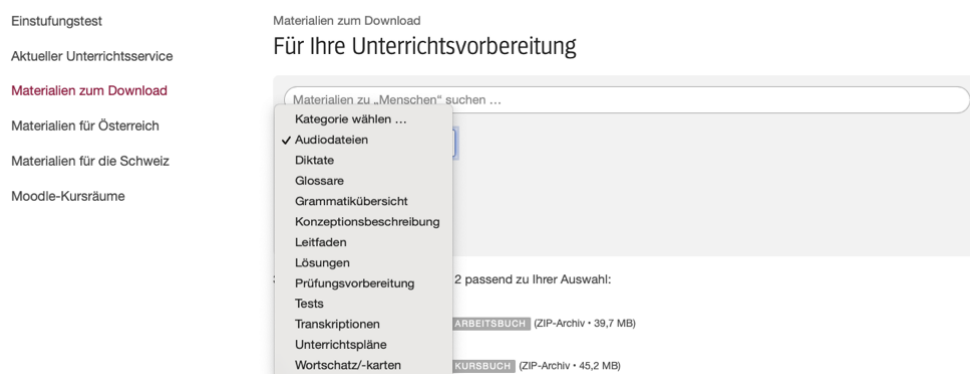 Einstufungstest
Aktueller Unterrichtsservice
Materialien zum Download
Materialien für Österreich
Materialien für die Schweiz
Moodle-Kursräume
Materialien zum Download
Für Ihre Unterrichtsvorbereitung
Materialien zu „Menschen“ suchen ...
Kategorie wählen ...
✓ Audiodateien
Diktate
Glossare
Grammatikübersicht
Konzeptionsbeschreibung
Leitfaden
Lösungen
Prüfungsvorbereitung
Tests
Transkriptionen
Unterrichtspläne
Wortschatz/-karten
2 passend zu Ihrer Auswahl:
ARBEITSBUCH (ZIP-Archiv • 39,7 MB)
KURSBUCH (ZIP-Archiv • 45,2 MB)